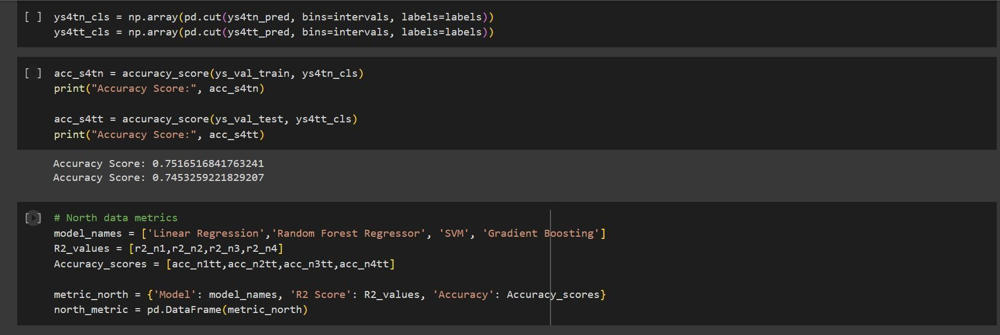 [ ] ys4tn_cls = np.array(pd.cut(ys4tn_pred, bins=intervals, labels=labels))
ys4tt_cls = np.array(pd.cut(ys4tt_pred, bins=intervals, labels=labels))
[ ] acc_s4tn = accuracy_score(ys_val_train, ys4tn_cls)
print("Accuracy Score:", acc_s4tn)
acc_s4tt = accuracy_score(ys_val_test, ys4tt_cls)
print("Accuracy Score:", acc_s4tt)
Accuracy Score: 0.7516516841763241
Accuracy Score: 0.7453259221829207
[ ] # North data metrics
model_names = ['Linear Regression','Random Forest Regressor', 'SVM', 'Gradient Boosting']
R2_values = [r2_n1,r2_n2,r2_n3,r2_n4]
Accuracy_scores = [acc_n1tt,acc_n2tt,acc_n3tt,acc_n4tt]
metric_north = {'Model': model_names, 'R2 Score': R2_values, 'Accuracy': Accuracy_scores}
north_metric = pd.DataFrame(metric_north)